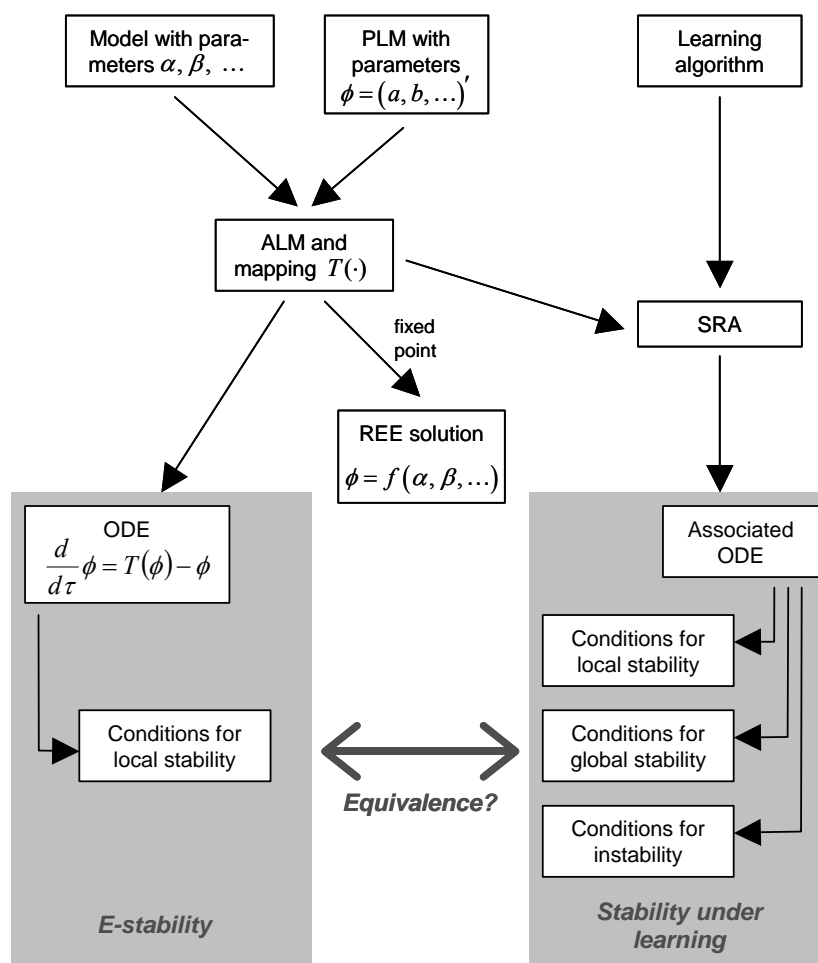 Model with para-
meters α, β, …
PLM with
parameters
ϕ = (a, b, …)′
Learning
algorithm
ALM and
mapping T(·)
fixed
point
SRA
REE solution
ϕ = f(α, β, …)
ODE
d/dτ ϕ = T(ϕ) − ϕ
Conditions for
local stability
E-stability
Equivalence?
Associated
ODE
Conditions for
local stability
Conditions for
global stability
Conditions for
instability
Stability under
learning